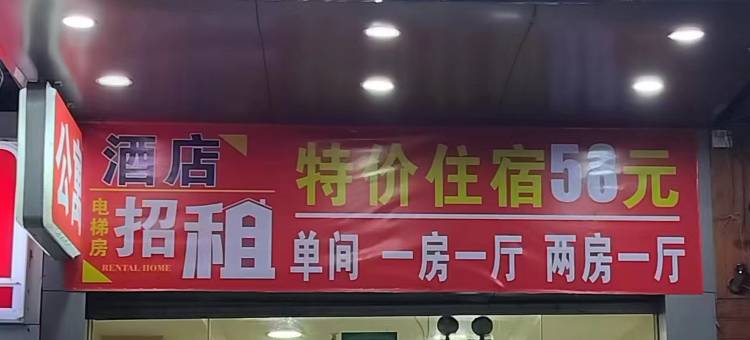 公寓
酒店
电梯房
招租
RENTAL HOME
特价住宿58元
单间 一房一厅 两房一厅